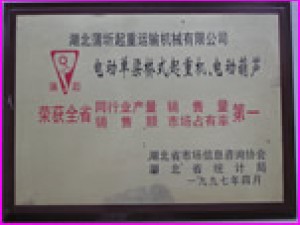 湖北蒲圻起重运输机械有限公司
电动单梁桥式起重机、电动葫芦
荣获全省 同行业产量 销售量 第一
销售额 市场占有率
湖北省市场信息咨询协会
湖北省统计局
一九九七年四月